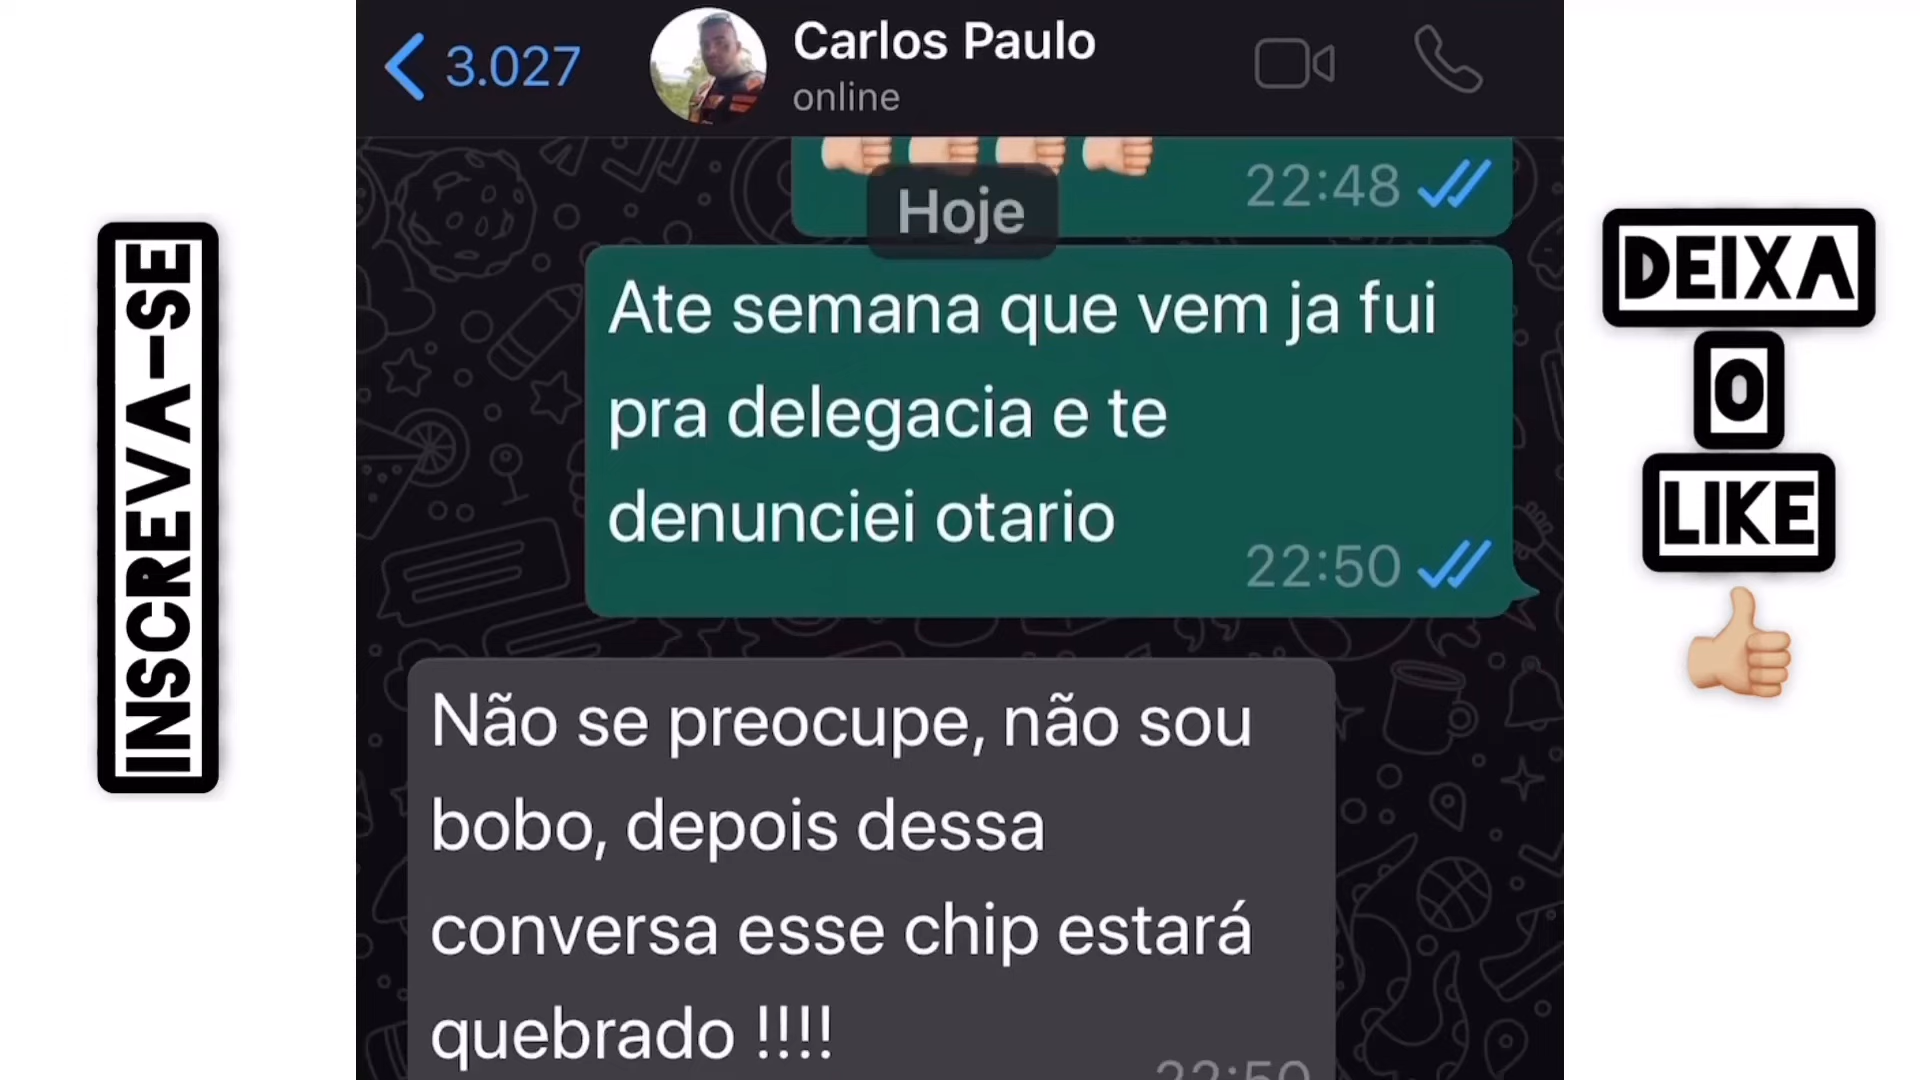 INSCREVA-SE
3.027
Carlos Paulo
online
22:48
Hoje
Ate semana que vem ja fui
pra delegacia e te
denunciei otario
22:50
Não se preocupe, não sou
bobo, depois dessa
conversa esse chip estará
quebrado !!!!
22:50
DEIXA
O
LIKE